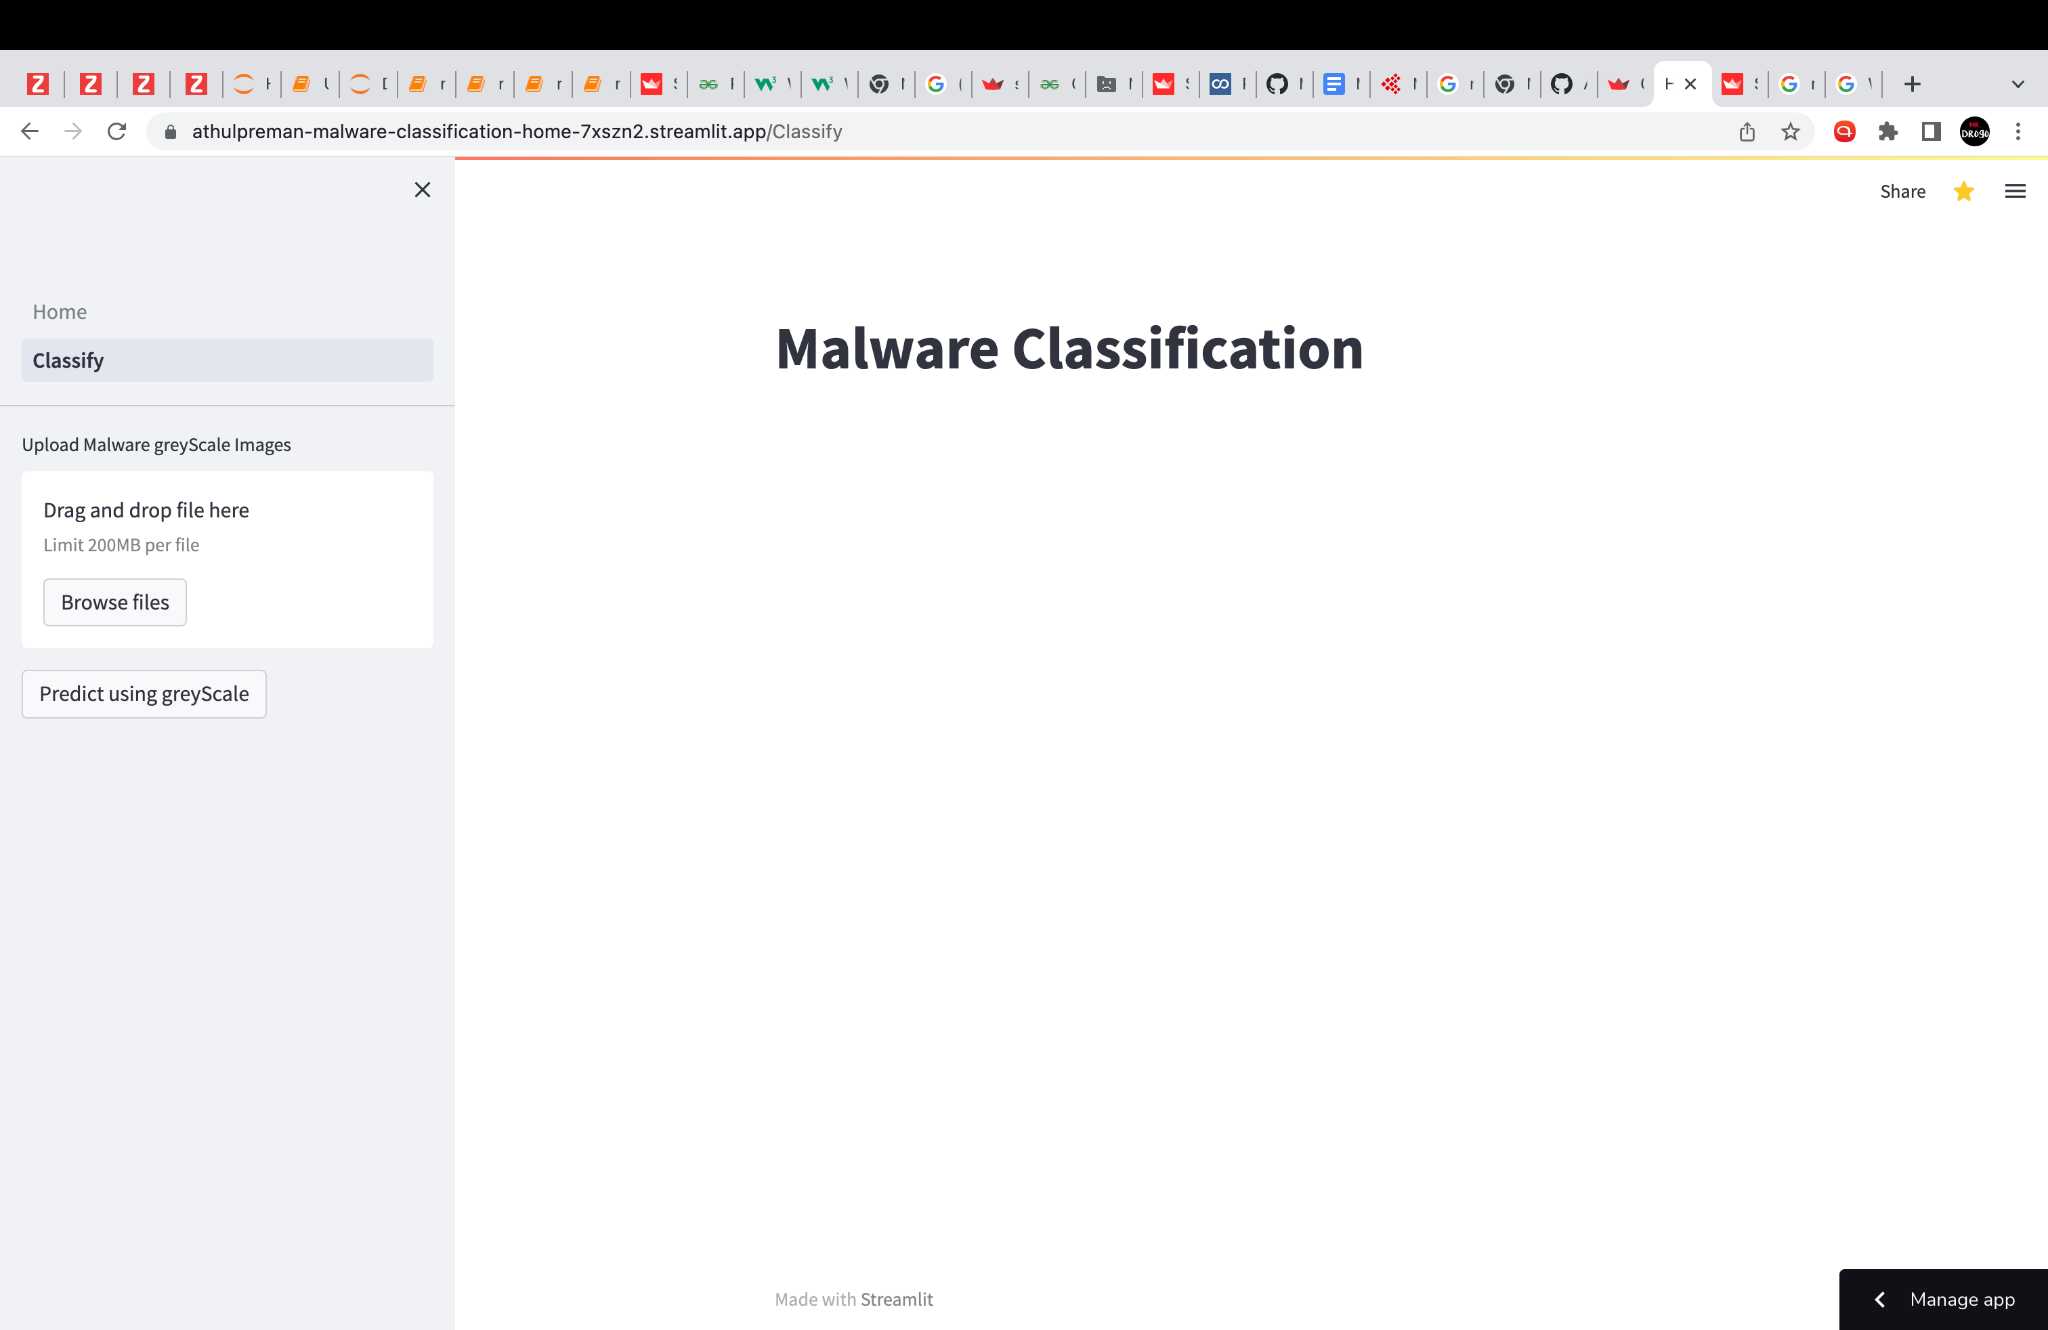 athulpreman-malware-classification-home-7xszn2.streamlit.app/Classify
Share
Home
Classify
Malware Classification
Upload Malware greyScale Images
Drag and drop file here
Limit 200MB per file
Browse files
Predict using greyScale
Made with Streamlit
Manage app